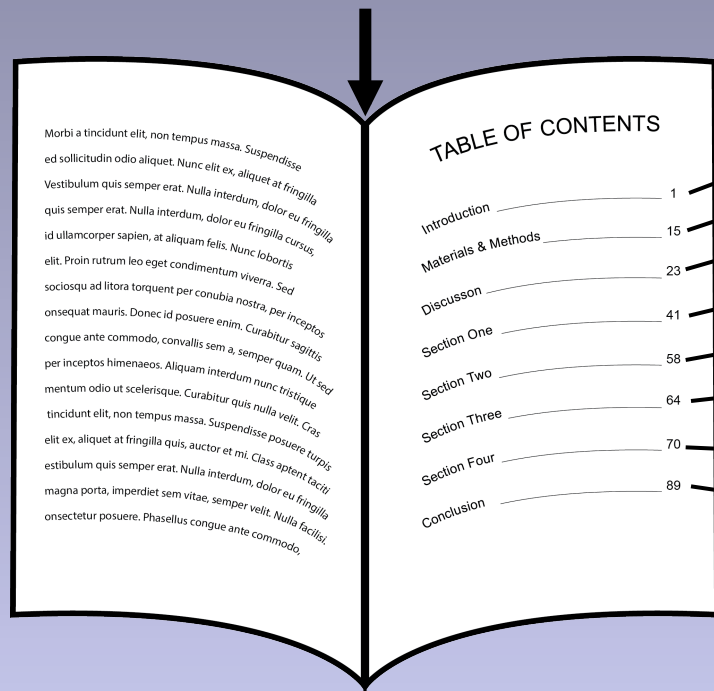 Morbi a tincidunt elit, non tempus massa. Suspendisse
ed sollicitudin odio aliquet. Nunc elit ex, aliquet at fringilla
Vestibulum quis semper erat. Nulla interdum, dolor eu fringilla
quis semper erat. Nulla interdum, dolor eu fringilla cursus,
id ullamcorper sapien, at aliquam felis. Nunc lobortis
elit. Proin rutrum leo eget condimentum viverra. Sed
sociosqu ad litora torquent per conubia nostra, per inceptos
onsequat mauris. Donec id posuere enim. Curabitur sagittis
congue ante commodo, convallis sem a, semper quam. Ut sed
per inceptos himenaeos. Aliquam interdum nunc tristique
mentum odio ut scelerisque. Curabitur quis nulla velit. Cras
tincidunt elit, non tempus massa. Suspendisse posuere turpis
elit ex, aliquet at fringilla quis, auctor et mi. Class aptent taciti
estibulum quis semper erat. Nulla interdum, dolor eu fringilla
magna porta, imperdiet sem vitae, semper velit. Nulla facilisi.
onsectetur posuere. Phasellus congue ante commodo,
TABLE OF CONTENTS
Introduction 1
Materials & Methods 15
Discusson 23
Section One 41
Section Two 58
Section Three 64
Section Four 70
Conclusion 89